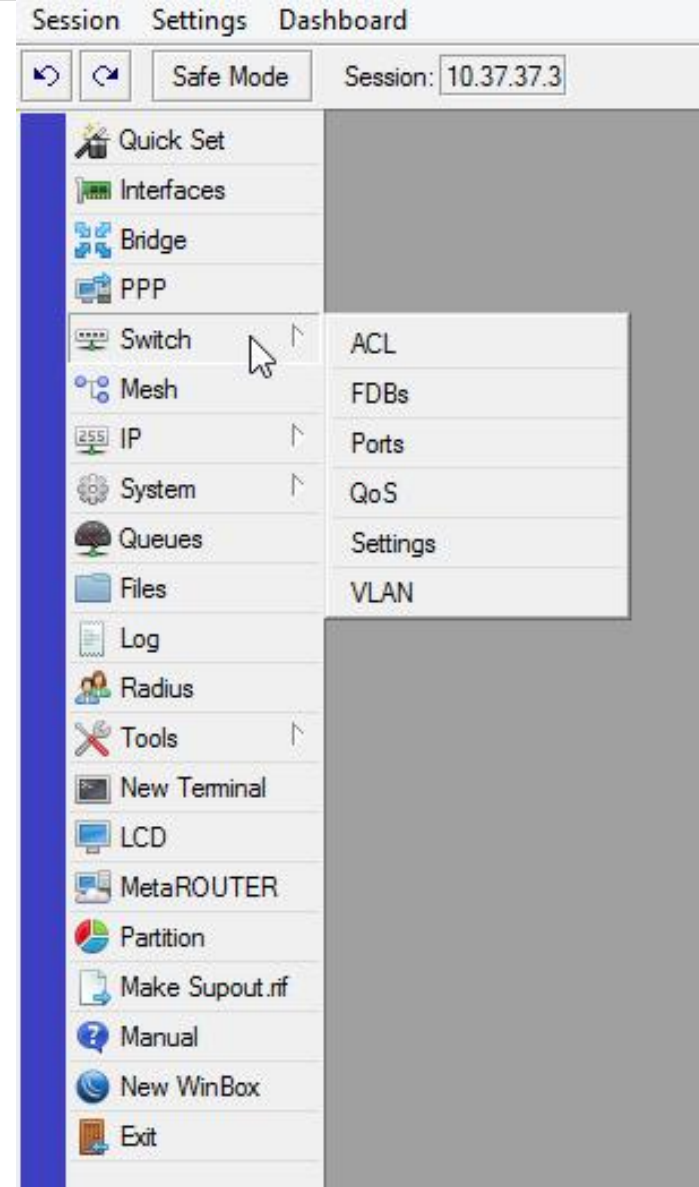 Session Settings Dashboard
Safe Mode Session: 10.37.37.3
Quick Set
Interfaces
Bridge
PPP
Switch
ACL
FDBs
Ports
QoS
Settings
VLAN
Mesh
255 IP
System
Queues
Files
Log
Radius
Tools
New Terminal
LCD
MetaROUTER
Partition
Make Supout.rif
Manual
New WinBox
Exit